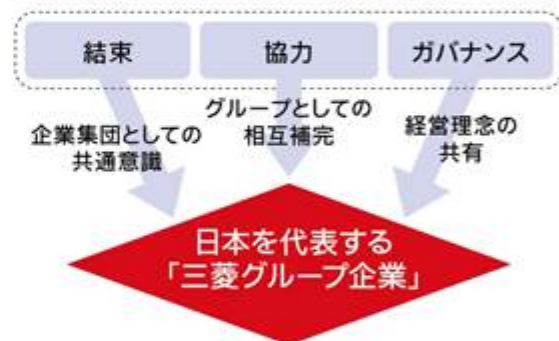 結束
協力
ガバナンス
企業集団としての
共通意識
グループとしての
相互補完
経営理念の
共有
日本を代表する
「三菱グループ企業」